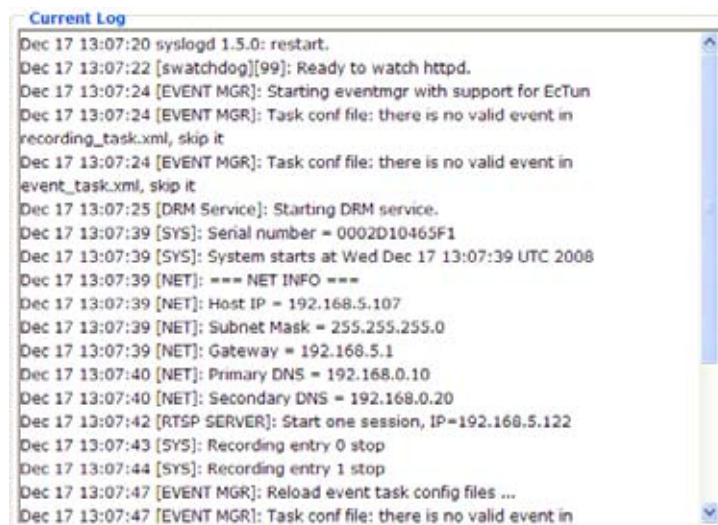 Current Log
Dec 17 13:07:20 syslogd 1.5.0: restart.
Dec 17 13:07:22 [swatchdog][99]: Ready to watch httpd.
Dec 17 13:07:24 [EVENT MGR]: Starting eventmgr with support for EcTun
Dec 17 13:07:24 [EVENT MGR]: Task conf file: there is no valid event in
recording_task.xml, skip it
Dec 17 13:07:24 [EVENT MGR]: Task conf file: there is no valid event in
event_task.xml, skip it
Dec 17 13:07:25 [DRM Service]: Starting DRM service.
Dec 17 13:07:39 [SYS]: Serial number = 0002D10465F1
Dec 17 13:07:39 [SYS]: System starts at Wed Dec 17 13:07:39 UTC 2008
Dec 17 13:07:39 [NET]: === NET INFO ===
Dec 17 13:07:39 [NET]: Host IP = 192.168.5.107
Dec 17 13:07:39 [NET]: Subnet Mask = 255.255.255.0
Dec 17 13:07:39 [NET]: Gateway = 192.168.5.1
Dec 17 13:07:40 [NET]: Primary DNS = 192.168.0.10
Dec 17 13:07:40 [NET]: Secondary DNS = 192.168.0.20
Dec 17 13:07:42 [RTSP SERVER]: Start one session, IP=192.168.5.122
Dec 17 13:07:43 [SYS]: Recording entry 0 stop
Dec 17 13:07:44 [SYS]: Recording entry 1 stop
Dec 17 13:07:47 [EVENT MGR]: Reload event task config files ...
Dec 17 13:07:47 [EVENT MGR]: Task conf file: there is no valid event in